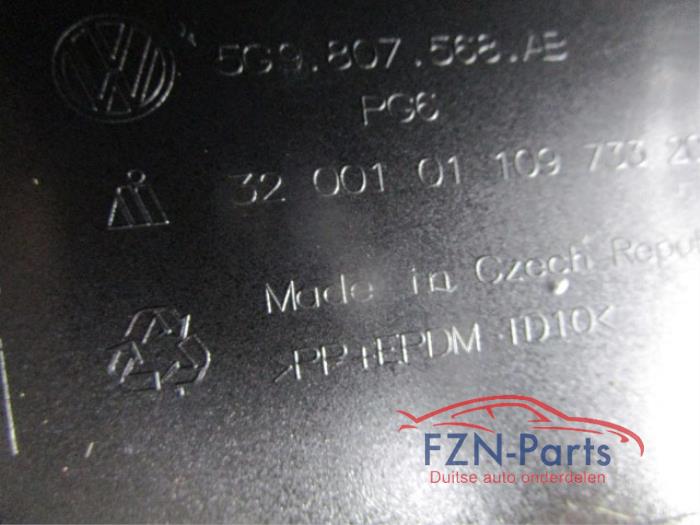 5G9.807.568.AB
PG6
32 001 01 109 733
Made in Czech
>PP+EPDM-TD10<
FZN-Parts
Duitse auto onderdelen